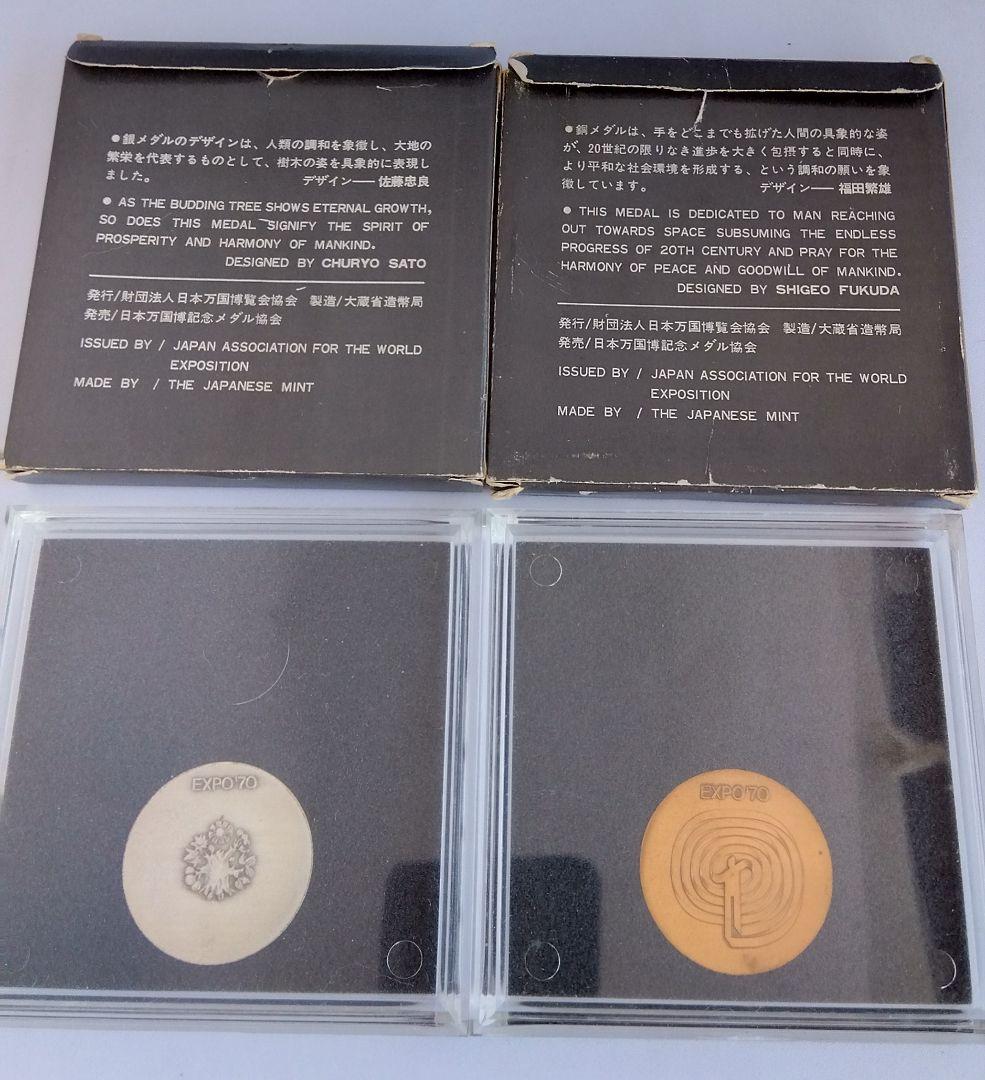 ●銀メダルのデザインは、人類の調和を象徴し、大地の
繁栄を代表するものとして、樹木の姿を具象的に表現し
ました。 デザイン──佐藤忠良
● AS THE BUDDING TREE SHOWS ETERNAL GROWTH,
SO DOES THIS MEDAL SIGNIFY THE SPIRIT OF
PROSPERITY AND HARMONY OF MANKIND.
DESIGNED BY CHURYO SATO
発行/財団法人日本万国博覧会協会 製造/大蔵省造幣局
発売/日本万国博記念メダル協会
ISSUED BY / JAPAN ASSOCIATION FOR THE WORLD
EXPOSITION
MADE BY / THE JAPANESE MINT
●銅メダルは、手をどこまでも拡げた人間の具象的な姿
が、20世紀の限りなき進歩を大きく包摂すると同時に、
より平和な社会環境を形成する、という調和の願いを象
徴しています。 デザイン──福田繁雄
● THIS MEDAL IS DEDICATED TO MAN REACHING
OUT TOWARDS SPACE SUBSUMING THE ENDLESS
PROGRESS OF 20TH CENTURY AND PRAY FOR THE
HARMONY OF PEACE AND GOODWILL OF MANKIND.
DESIGNED BY SHIGEO FUKUDA
発行/財団法人日本万国博覧会協会 製造/大蔵省造幣局
発売/日本万国博記念メダル協会
ISSUED BY / JAPAN ASSOCIATION FOR THE WORLD
EXPOSITION
MADE BY / THE JAPANESE MINT
EXPO'70
EXPO'70